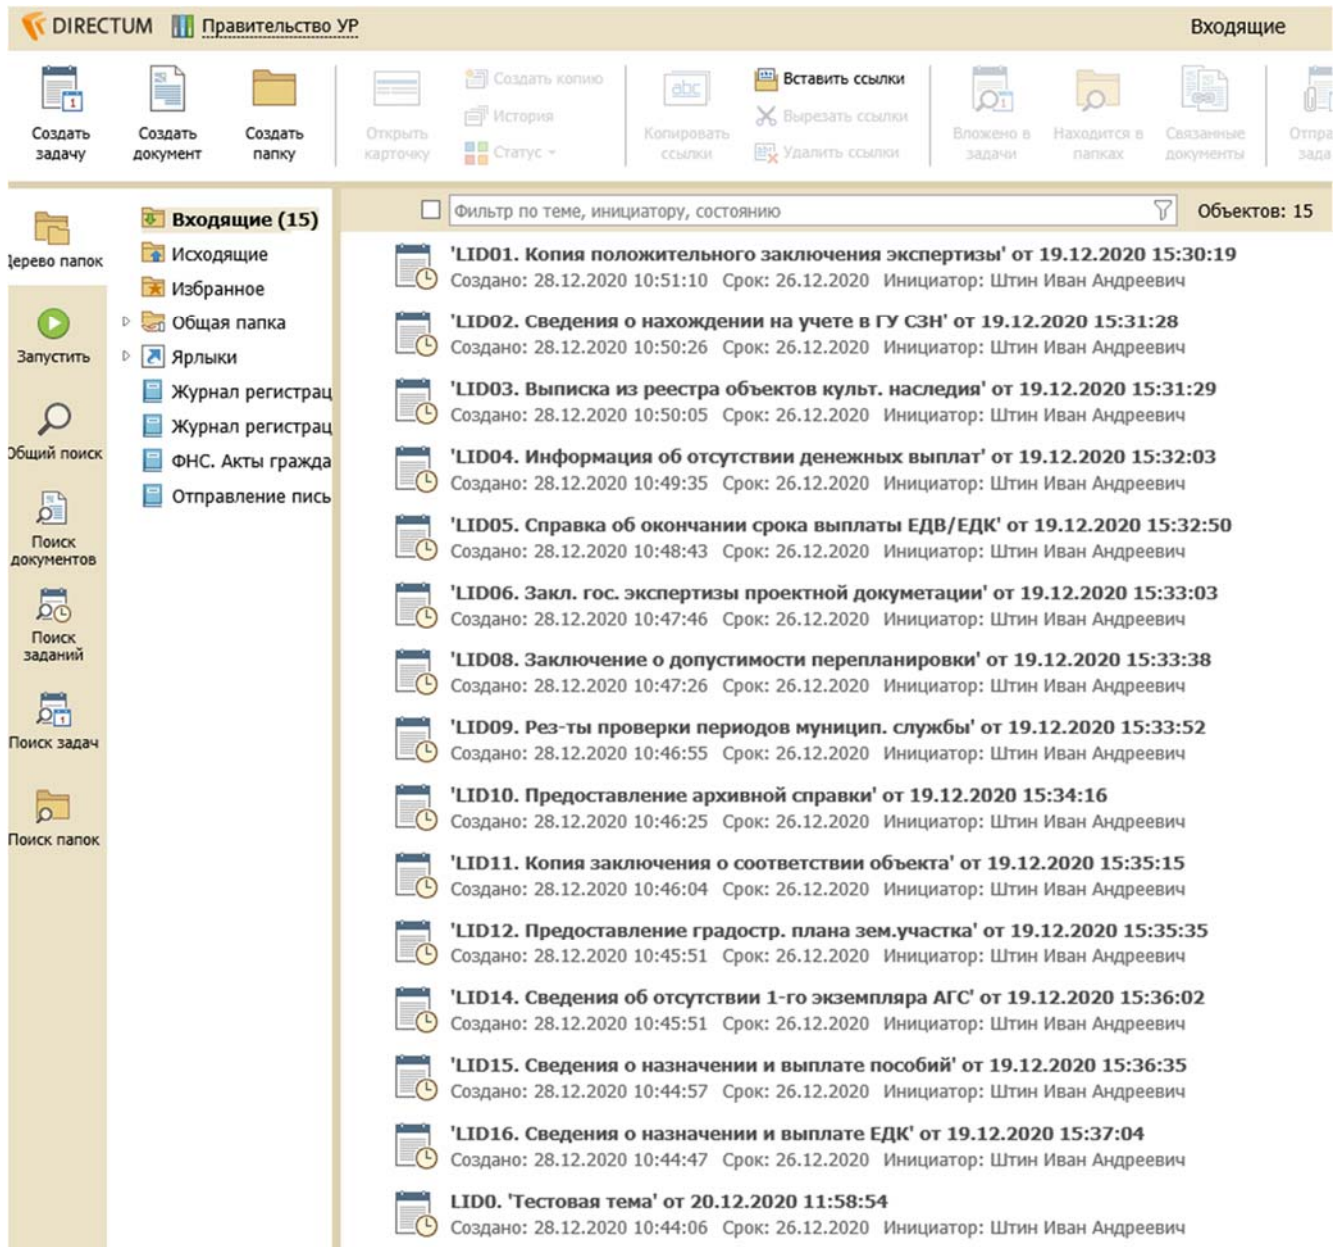 DIRECTUM Правительство УР Входящие
Создать задачу
Создать документ
Создать папку
Открыть карточку
Создать копию
История
Статус
Копировать ссылки
Вставить ссылки
Вырезать ссылки
Удалить ссылки
Вложено в задачи
Находится в папках
Связанные документы
Дерево папок
Запустить
Общий поиск
Поиск документов
Поиск заданий
Поиск задач
Поиск папок
Входящие (15)
Исходящие
Избранное
Общая папка
Ярлыки
Журнал регистрац
Журнал регистрац
ФНС. Акты гражда
Отправление пись
Фильтр по теме, инициатору, состоянию
Объектов: 15
'LID01. Копия положительного заключения экспертизы' от 19.12.2020 15:30:19
Создано: 28.12.2020 10:51:10 Срок: 26.12.2020 Инициатор: Штин Иван Андреевич
'LID02. Сведения о нахождении на учете в ГУ СЗН' от 19.12.2020 15:31:28
Создано: 28.12.2020 10:50:26 Срок: 26.12.2020 Инициатор: Штин Иван Андреевич
'LID03. Выписка из реестра объектов культ. наследия' от 19.12.2020 15:31:29
Создано: 28.12.2020 10:50:05 Срок: 26.12.2020 Инициатор: Штин Иван Андреевич
'LID04. Информация об отсутствии денежных выплат' от 19.12.2020 15:32:03
Создано: 28.12.2020 10:49:35 Срок: 26.12.2020 Инициатор: Штин Иван Андреевич
'LID05. Справка об окончании срока выплаты ЕДВ/ЕДК' от 19.12.2020 15:32:50
Создано: 28.12.2020 10:48:43 Срок: 26.12.2020 Инициатор: Штин Иван Андреевич
'LID06. Закл. гос. экспертизы проектной докуметации' от 19.12.2020 15:33:03
Создано: 28.12.2020 10:47:46 Срок: 26.12.2020 Инициатор: Штин Иван Андреевич
'LID08. Заключение о допустимости перепланировки' от 19.12.2020 15:33:38
Создано: 28.12.2020 10:47:26 Срок: 26.12.2020 Инициатор: Штин Иван Андреевич
'LID09. Рез-ты проверки периодов муницип. службы' от 19.12.2020 15:33:52
Создано: 28.12.2020 10:46:55 Срок: 26.12.2020 Инициатор: Штин Иван Андреевич
'LID10. Предоставление архивной справки' от 19.12.2020 15:34:16
Создано: 28.12.2020 10:46:25 Срок: 26.12.2020 Инициатор: Штин Иван Андреевич
'LID11. Копия заключения о соответствии объекта' от 19.12.2020 15:35:15
Создано: 28.12.2020 10:46:04 Срок: 26.12.2020 Инициатор: Штин Иван Андреевич
'LID12. Предоставление градостр. плана зем.участка' от 19.12.2020 15:35:35
Создано: 28.12.2020 10:45:51 Срок: 26.12.2020 Инициатор: Штин Иван Андреевич
'LID14. Сведения об отсутствии 1-го экземпляра АГС' от 19.12.2020 15:36:02
Создано: 28.12.2020 10:45:51 Срок: 26.12.2020 Инициатор: Штин Иван Андреевич
'LID15. Сведения о назначении и выплате пособий' от 19.12.2020 15:36:35
Создано: 28.12.2020 10:44:57 Срок: 26.12.2020 Инициатор: Штин Иван Андреевич
'LID16. Сведения о назначении и выплате ЕДК' от 19.12.2020 15:37:04
Создано: 28.12.2020 10:44:47 Срок: 26.12.2020 Инициатор: Штин Иван Андреевич
LID0. 'Тестовая тема' от 20.12.2020 11:58:54
Создано: 28.12.2020 10:44:06 Срок: 26.12.2020 Инициатор: Штин Иван Андреевич